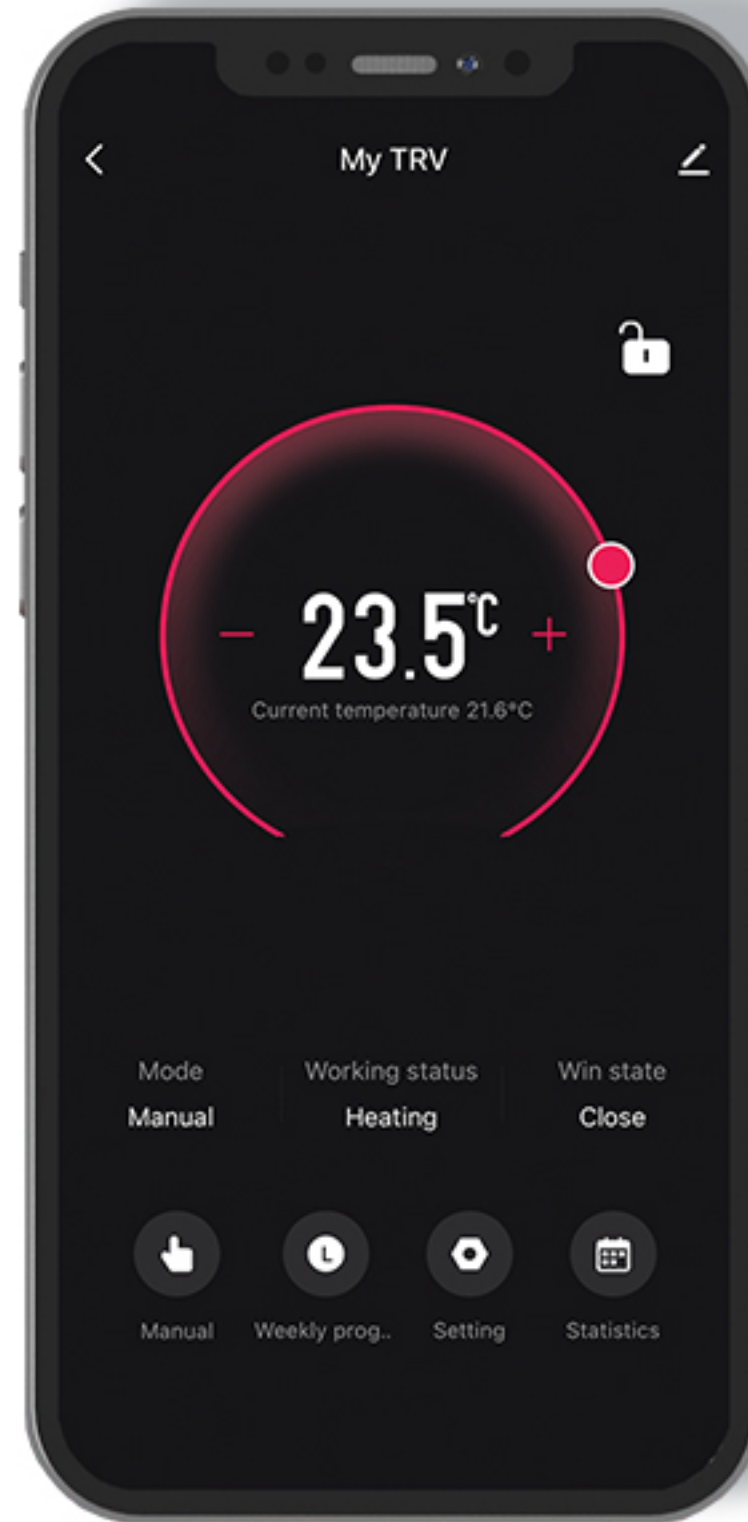 My TRV
23.5°C
Current temperature 21.6°C
Mode Working status Win state
Manual Heating Close
Manual Weekly prog.. Setting Statistics